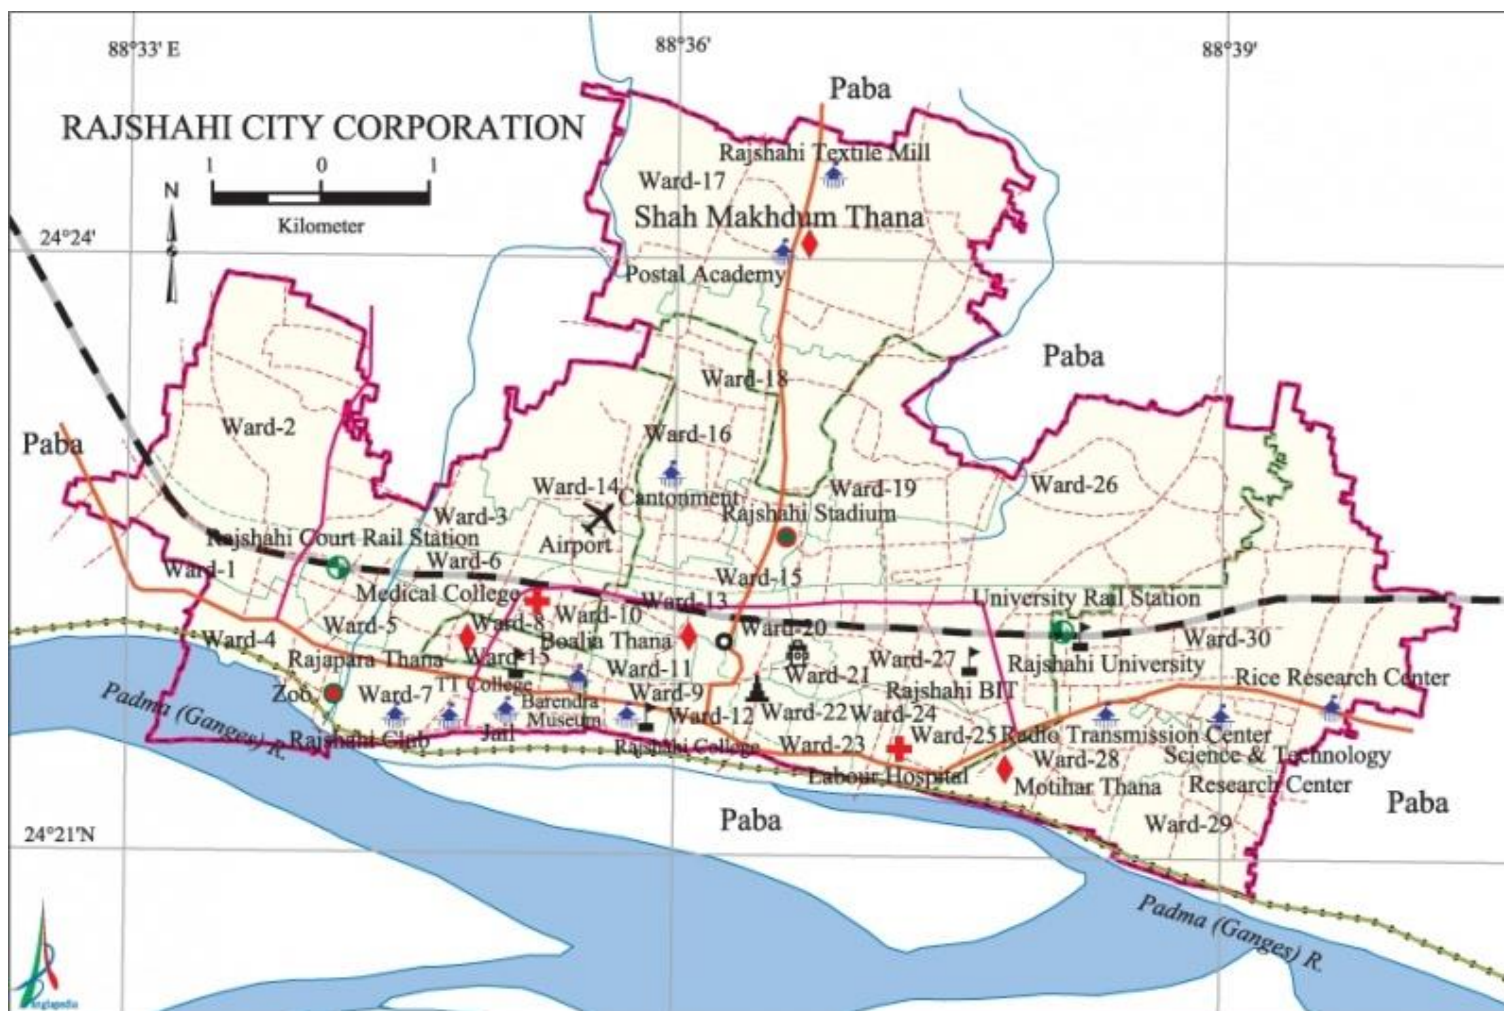 88°33' E
88°36'
88°39'
Paba
RAJSHAHI CITY CORPORATION
1 0 1
Kilometer
N
Rajshahi Textile Mill
Ward-17
Shah Makhdum Thana
24°24'
Postal Academy
Paba
Ward-18
Ward-2
Paba
Ward-16
Ward-14
Cantonment
Ward-19
Ward-26
Ward-3
Rajshahi Stadium
Rajshahi Court Rail Station
Airport
Ward-6
Ward-1
Ward-15
Medical College
Ward-13
University Rail Station
Ward-10
Ward-8
Ward-5
Ward-4
Boalia Thana
Ward-20
Ward-30
Rajapara Thana
Ward-15
Ward-11
Ward-21
Ward-27
Rajshahi University
Rajshahi BIT
Rice Research Center
Zoo
Ward-7
TT College
Ward-9
Barendra
Museum
Ward-12
Ward-22
Ward-24
Padma (Ganges) R.
Rajshahi Club
Jail
Rajshahi College
Ward-23
Ward-25
Radio Transmission Center
Labour Hospital
Ward-28
Science & Technology
Research Center
Motihar Thana
Paba
Paba
Ward-29
24°21'N
Padma (Ganges) R.
anglapedia